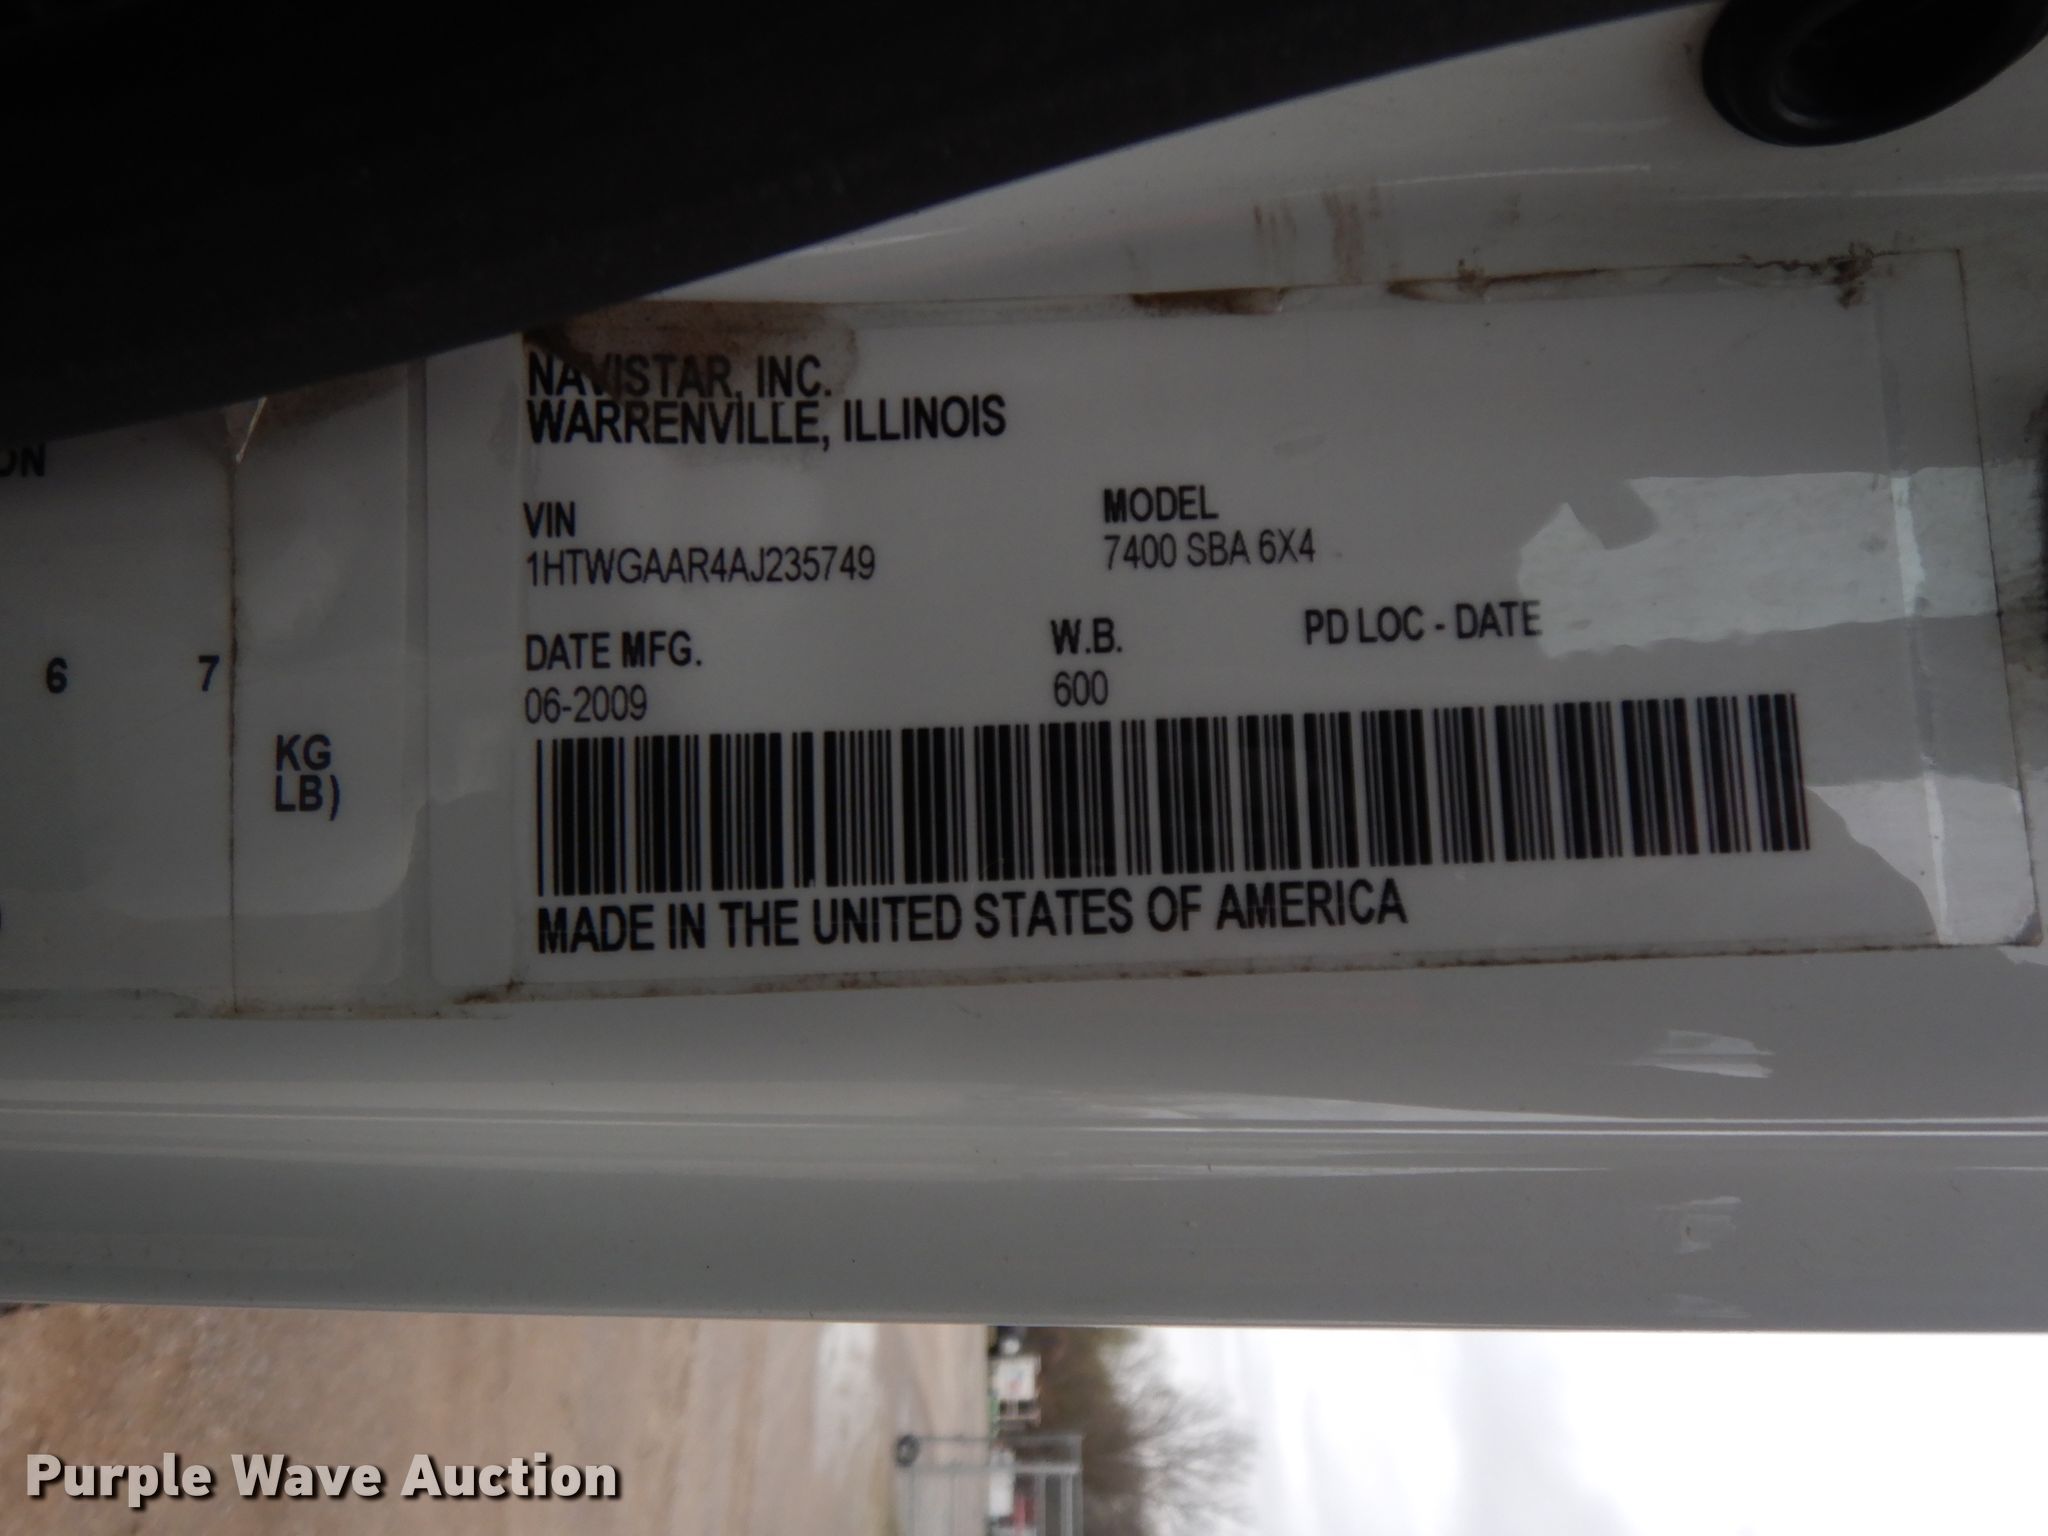 NAVISTAR, INC.
WARRENVILLE, ILLINOIS
VIN
1HTWGAAR4AJ235749
MODEL
7400 SBA 6X4
DATE MFG.
06-2009
W.B.
600
PD LOC - DATE
MADE IN THE UNITED STATES OF AMERICA
6 7
KG
LB)
Purple Wave Auction